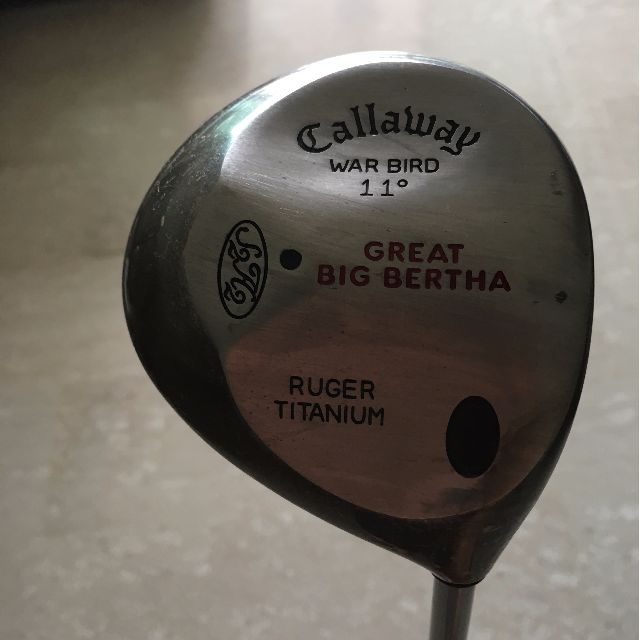 Callaway
WAR BIRD
11°
GREAT
BIG BERTHA
RUGER
TITANIUM